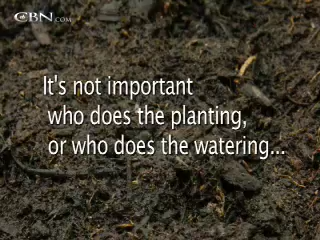 CBN.COM
It's not important
who does the planting,
or who does the watering...